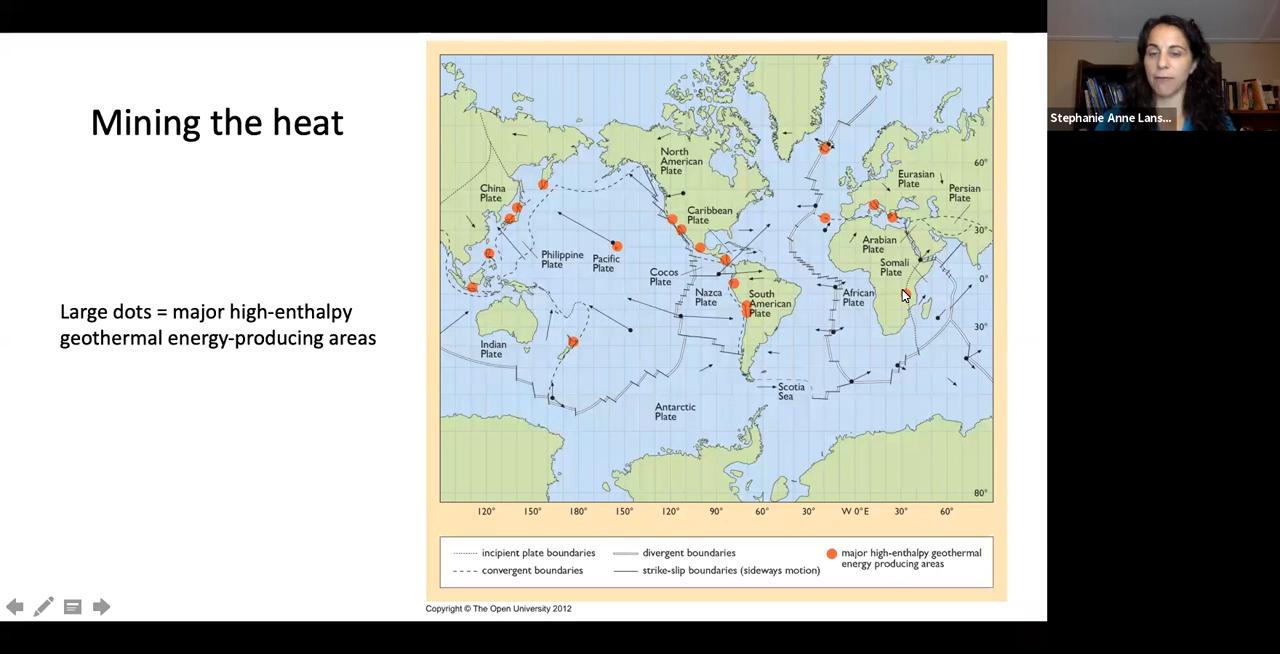 Mining the heat
Large dots = major high-enthalpy
geothermal energy-producing areas
North
American
Plate
60°
Eurasian
Plate
Persian
Plate
China
Plate
Caribbean
Plate
30°
Arabian
Plate
Philippine
Plate
Pacific
Plate
Somali
Plate
Cocos
Plate
0°
Nazca
Plate
South
American
Plate
African
Plate
30°
Indian
Plate
Scotia
Sea
Antarctic
Plate
80°
120° 150° 180° 150° 120° 90° 60° 30° W 0° E 30° 60°
incipient plate boundaries
convergent boundaries
divergent boundaries
strike-slip boundaries (sideways motion)
major high-enthalpy geothermal
energy producing areas
Copyright © The Open University 2012
Stephanie Anne Lans...